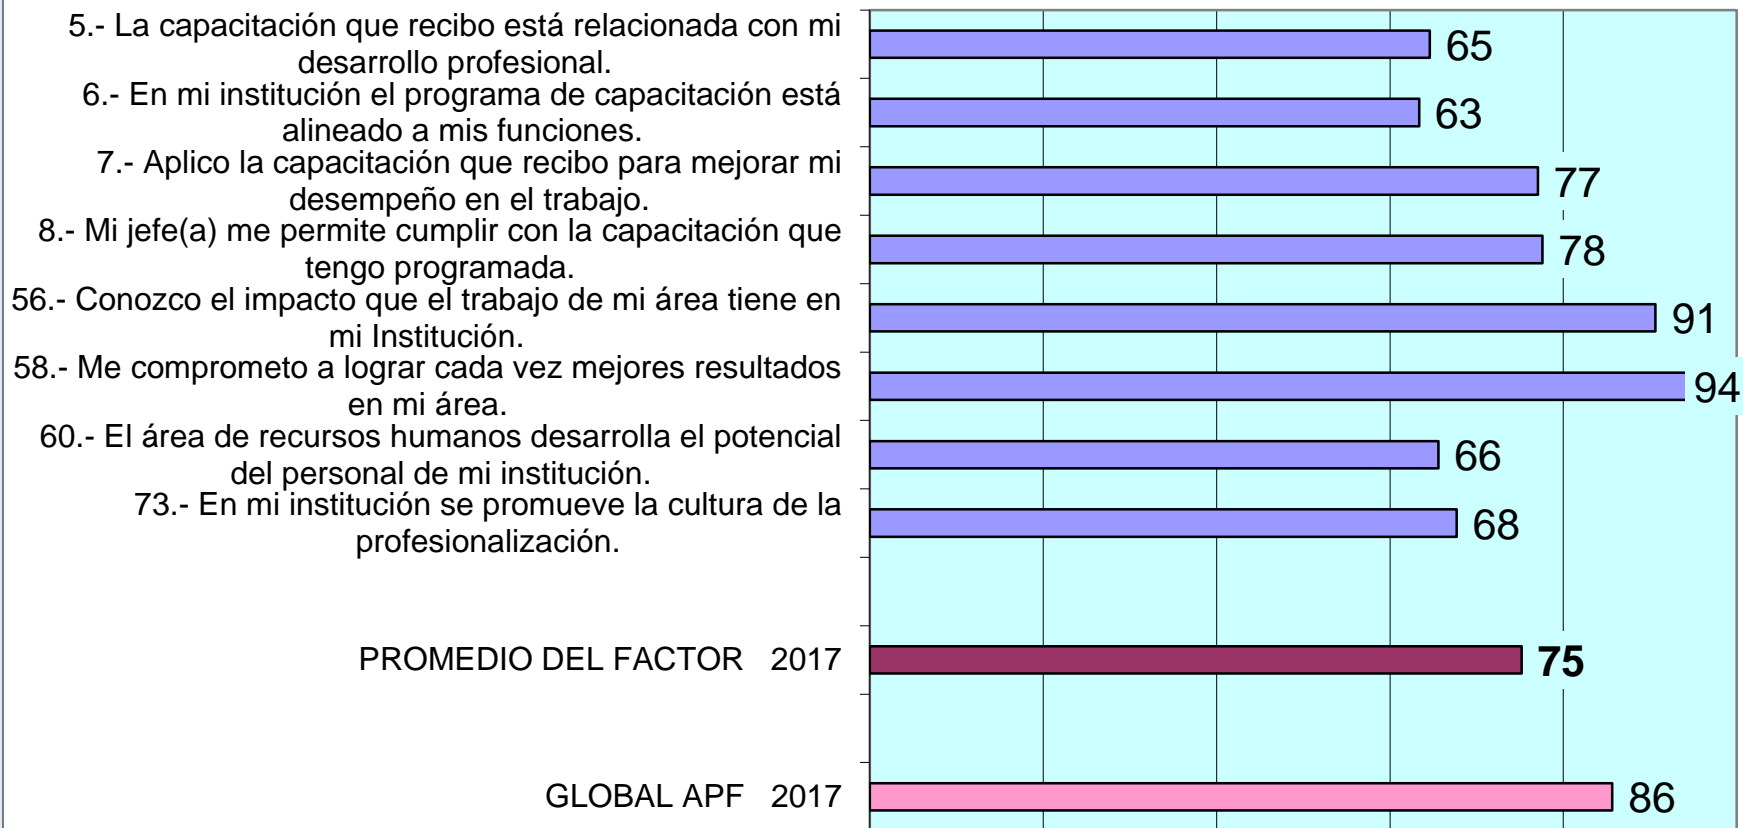 5.- La capacitación que recibo está relacionada con mi
desarrollo profesional.
65
6.- En mi institución el programa de capacitación está
alineado a mis funciones.
63
7.- Aplico la capacitación que recibo para mejorar mi
desempeño en el trabajo.
77
8.- Mi jefe(a) me permite cumplir con la capacitación que
tengo programada.
78
56.- Conozco el impacto que el trabajo de mi área tiene en
mi Institución.
91
58.- Me comprometo a lograr cada vez mejores resultados
en mi área.
94
60.- El área de recursos humanos desarrolla el potencial
del personal de mi institución.
66
73.- En mi institución se promueve la cultura de la
profesionalización.
68
PROMEDIO DEL FACTOR 2017
75
GLOBAL APF 2017
86